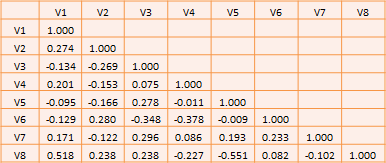 V1 V2 V3 V4 V5 V6 V7 V8
V1 1.000
V2 0.274 1.000
V3 -0.134 -0.269 1.000
V4 0.201 -0.153 0.075 1.000
V5 -0.095 -0.166 0.278 -0.011 1.000
V6 -0.129 0.280 -0.348 -0.378 -0.009 1.000
V7 0.171 -0.122 0.296 0.086 0.193 0.233 1.000
V8 0.518 0.238 0.238 -0.227 -0.551 0.082 -0.102 1.000